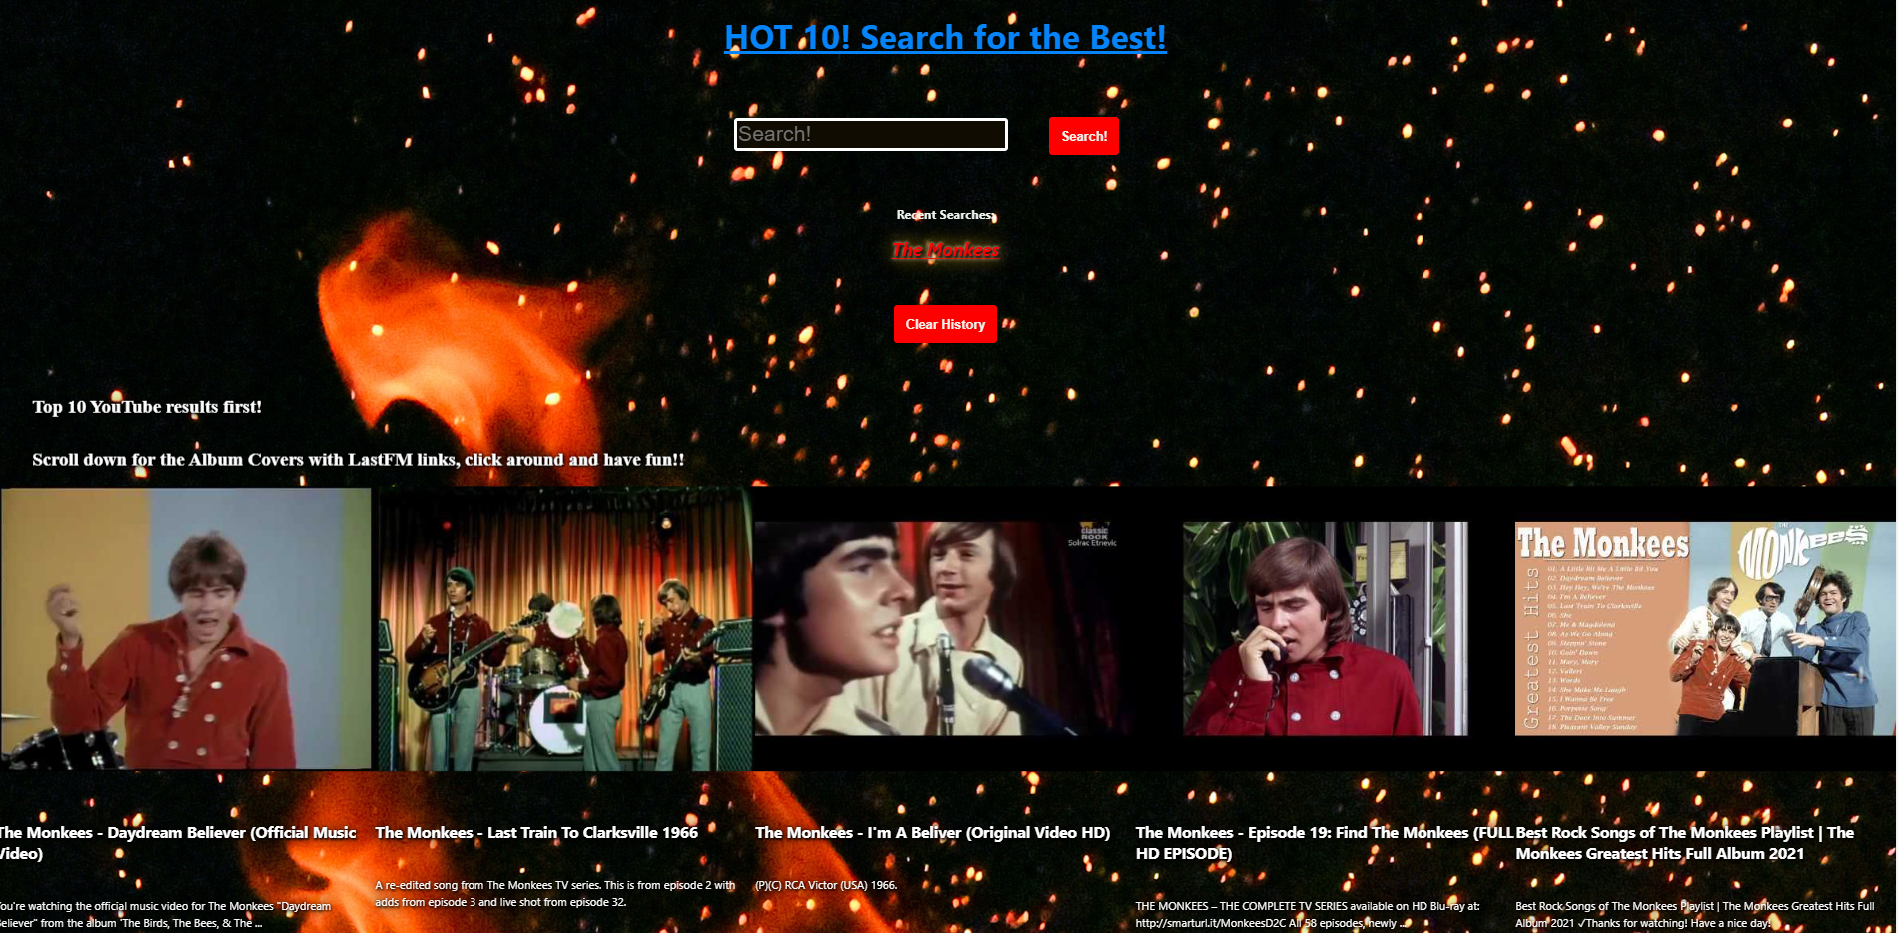 HOT 10! Search for the Best!
Search!
Search!
Recent Searches:
The Monkees
Clear History
Top 10 YouTube results first!
Scroll down for the Album Covers with LastFM links, click around and have fun!!
classic
ROCK
Solrac Etnevic
The Monkees
THE
MONKEES
Greatest Hits
01. A Little Bit Me A Little Bit You
02. Daydream Believer
03. Hey Hey, We're The Monkees
04. I'm A Believer
05. Last Train To Clarksville
06. She
07. Me & Magdalena
08. As We Go Along
09. Steppin' Stone
10. Goin' Down
11. Mary, Mary
12. Valleri
13. Words
14. She Make Me Laugh
15. I Wanna Be Free
16. Porpoise Song
17. The Door Into Summer
18. Pleasant Valley Sunday
The Monkees - Daydream Believer (Official Music
Video)
You're watching the official music video for The Monkees "Daydream
Believer" from the album 'The Birds, The Bees, & The ...
The Monkees - Last Train To Clarksville 1966
A re-edited song from The Monkees TV series. This is from episode 2 with
adds from episode 3 and live shot from episode 32.
The Monkees - I'm A Beliver (Original Video HD)
(P)(C) RCA Victor (USA) 1966.
The Monkees - Episode 19: Find The Monkees (FULL
HD EPISODE)
THE MONKEES – THE COMPLETE TV SERIES available on HD Blu-ray at:
http://smarturl.it/MonkeesD2C All 58 episodes, newly ...
Best Rock Songs of The Monkees Playlist | The
Monkees Greatest Hits Full Album 2021
Best Rock Songs of The Monkees Playlist | The Monkees Greatest Hits Full
Album 2021 ✓Thanks for watching! Have a nice day!